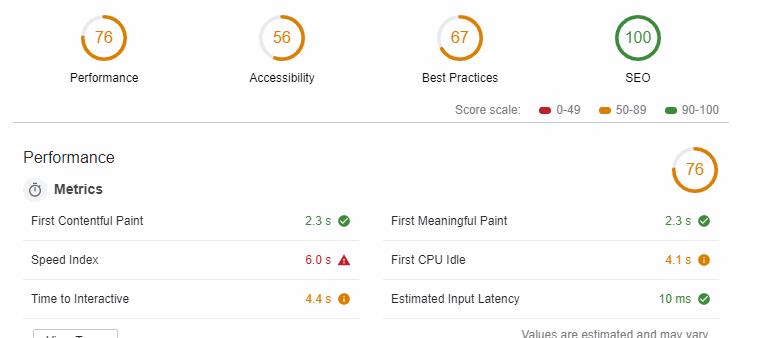 76 56 67 100
Performance Accessibility Best Practices SEO
Score scale: 0-49 50-89 90-100
Performance 76
Metrics
First Contentful Paint 2.3 s First Meaningful Paint 2.3 s
Speed Index 6.0 s First CPU Idle 4.1 s
Time to Interactive 4.4 s Estimated Input Latency 10 ms
Values are estimated and may vary.